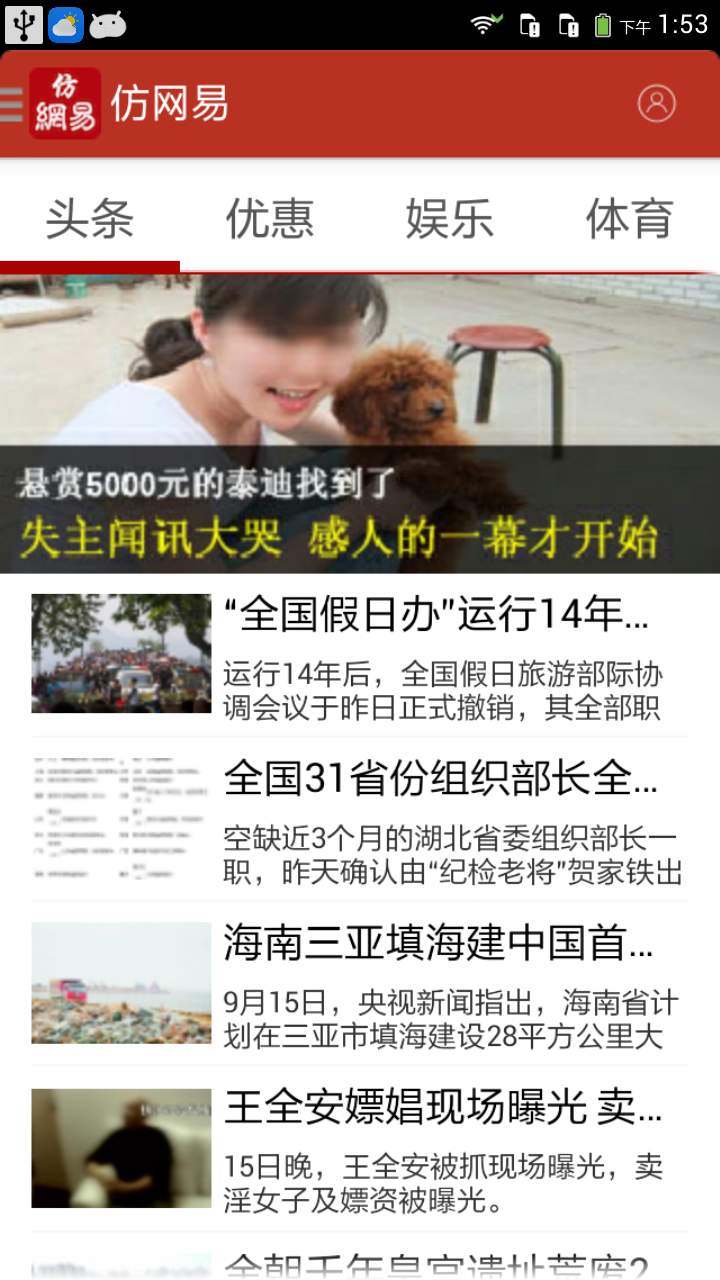 下午 1:53
仿網易 仿网易
头条 优惠 娱乐 体育
悬赏5000元的泰迪找到了
失主闻讯大哭 感人的一幕才开始
“全国假日办”运行14年...
运行14年后，全国假日旅游部际协
调会议于昨日正式撤销，其全部职
全国31省份组织部长全...
空缺近3个月的湖北省委组织部长一
职，昨天确认由“纪检老将”贺家铁出
海南三亚填海建中国首...
9月15日，央视新闻指出，海南省计
划在三亚市填海建设28平方公里大
王全安嫖娼现场曝光 卖...
15日晚，王全安被抓现场曝光，卖
淫女子及嫖资被曝光。